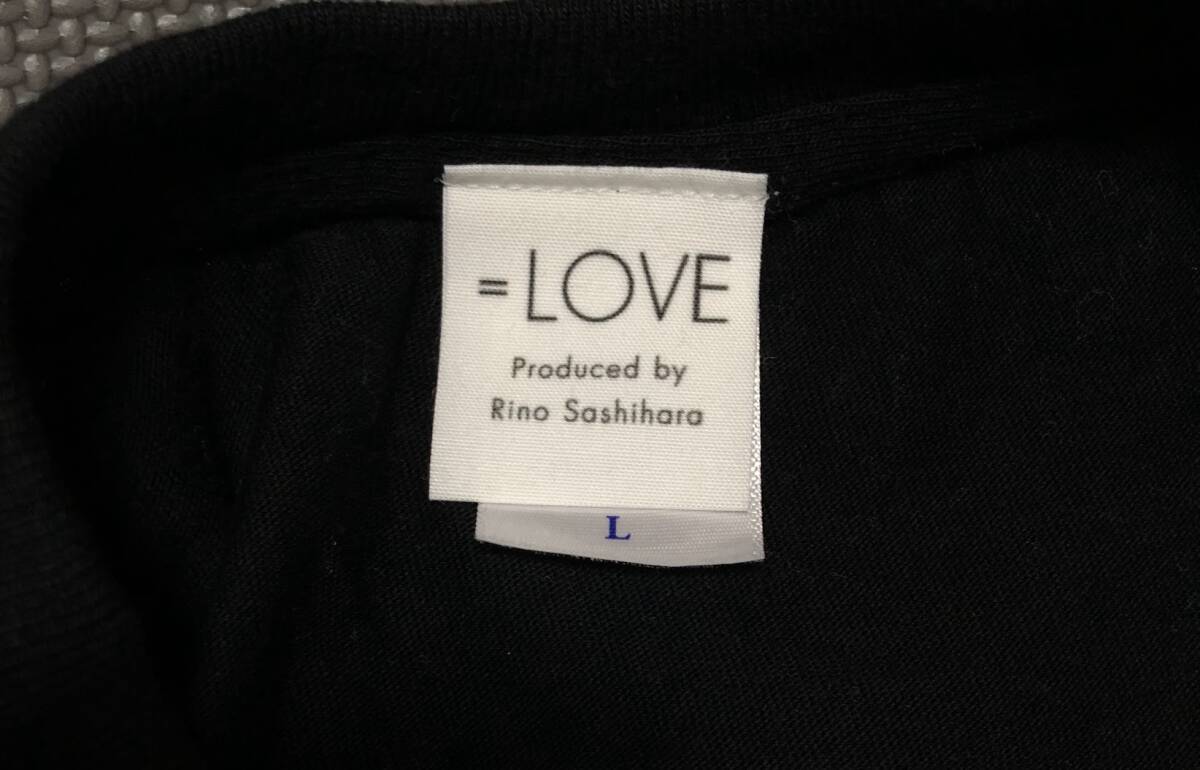 =LOVE
Produced by
Rino Sashihara
L